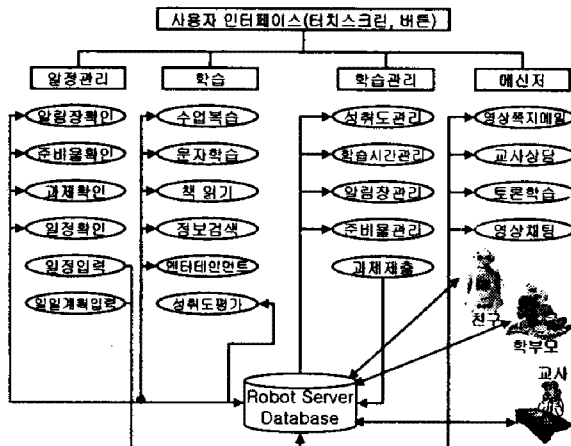 사용자 인터페이스(터치스크린, 버튼)
일정관리
학습
학습관리
메신저
알림장확인
수업복습
성취도관리
영상쪽지메일
준비물확인
문자학습
학습시간관리
교사상담
과제확인
책 읽기
알림장관리
토론학습
일정확인
정보검색
준비물관리
영상채팅
일정입력
엔터테인먼트
과제제출
일일계획입력
성취도평가
친구
학부모
교사
Robot Server
Database